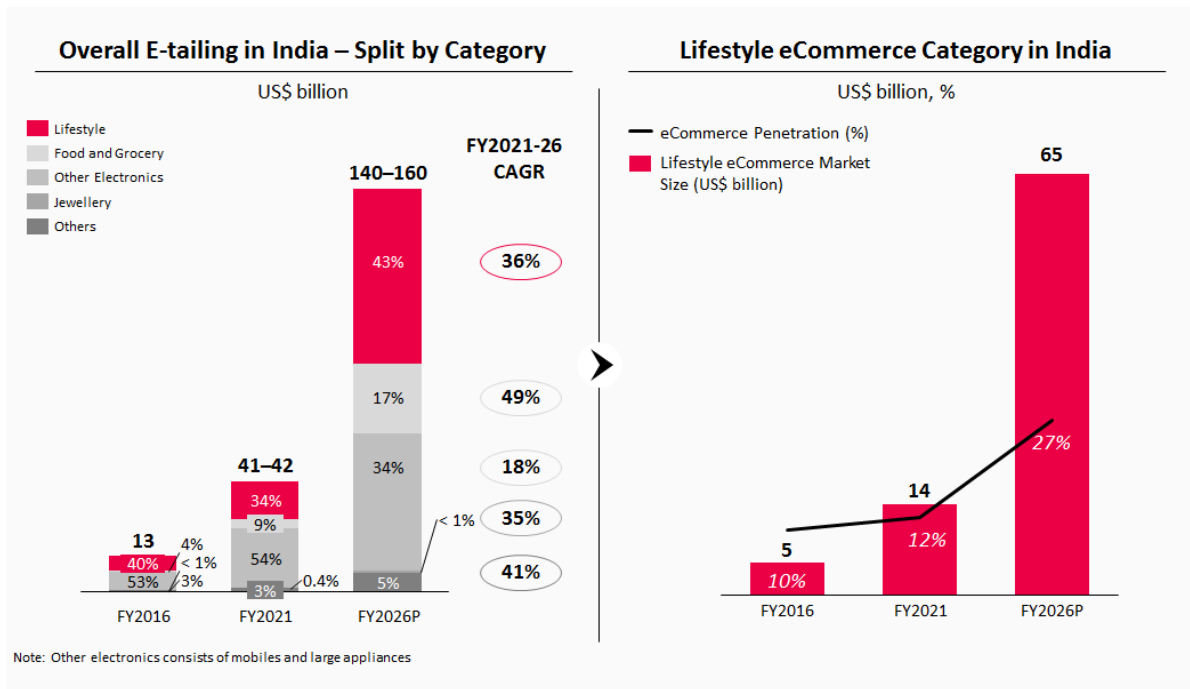 Overall E-tailing in India – Split by Category
US$ billion
Lifestyle
Food and Grocery
Other Electronics
Jewellery
Others
FY2021-26
CAGR
140–160
43%
36%
17%
49%
34%
18%
< 1%
35%
5%
41%
41–42
34%
9%
54%
0.4%
3%
13
4%
40%
< 1%
53%
3%
FY2016
FY2021
FY2026P
Note: Other electronics consists of mobiles and large appliances
Lifestyle eCommerce Category in India
US$ billion, %
eCommerce Penetration (%)
Lifestyle eCommerce Market
Size (US$ billion)
65
27%
14
12%
5
10%
FY2016
FY2021
FY2026P